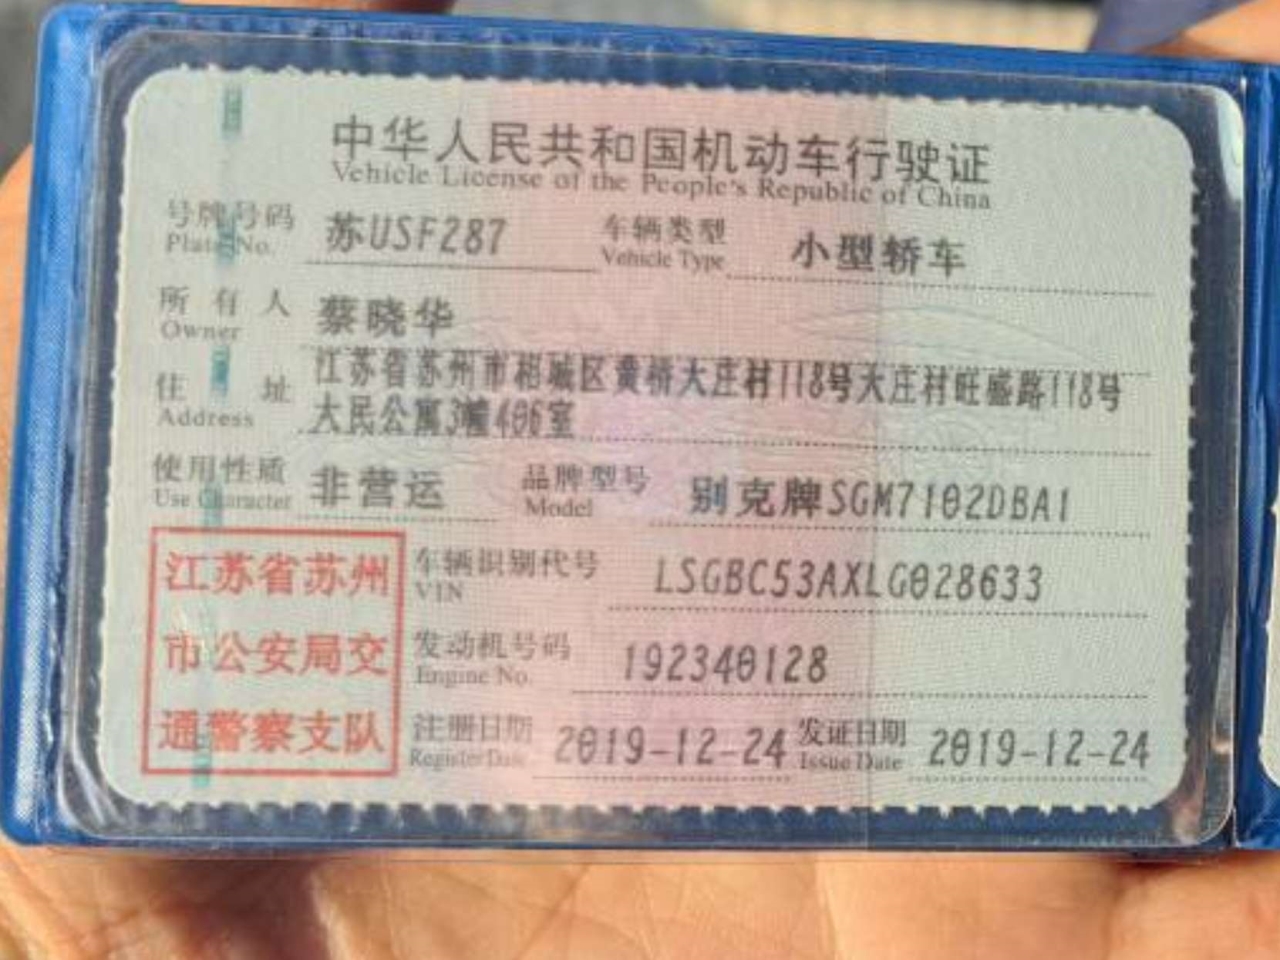 中华人民共和国机动车行驶证
Vehicle License of the People's Republic of China
号牌号码 苏USF287 车辆类型 小型轿车
Plate No. Vehicle Type
所有人 蔡晓华
Owner
住址 江苏省苏州市相城区黄桥大庄村118号大庄村旺盛路118号
Address 大民公寓3幢406室
使用性质 非营运 品牌型号 别克牌SGM7102DBA1
Use Character Model
江苏省苏州
市公安局交
通警察支队
车辆识别代号 LSGBC53AXLG028633
VIN
发动机号码 192340128
Engine No.
注册日期 2019-12-24 发证日期 2019-12-24
Register Date Issue Date